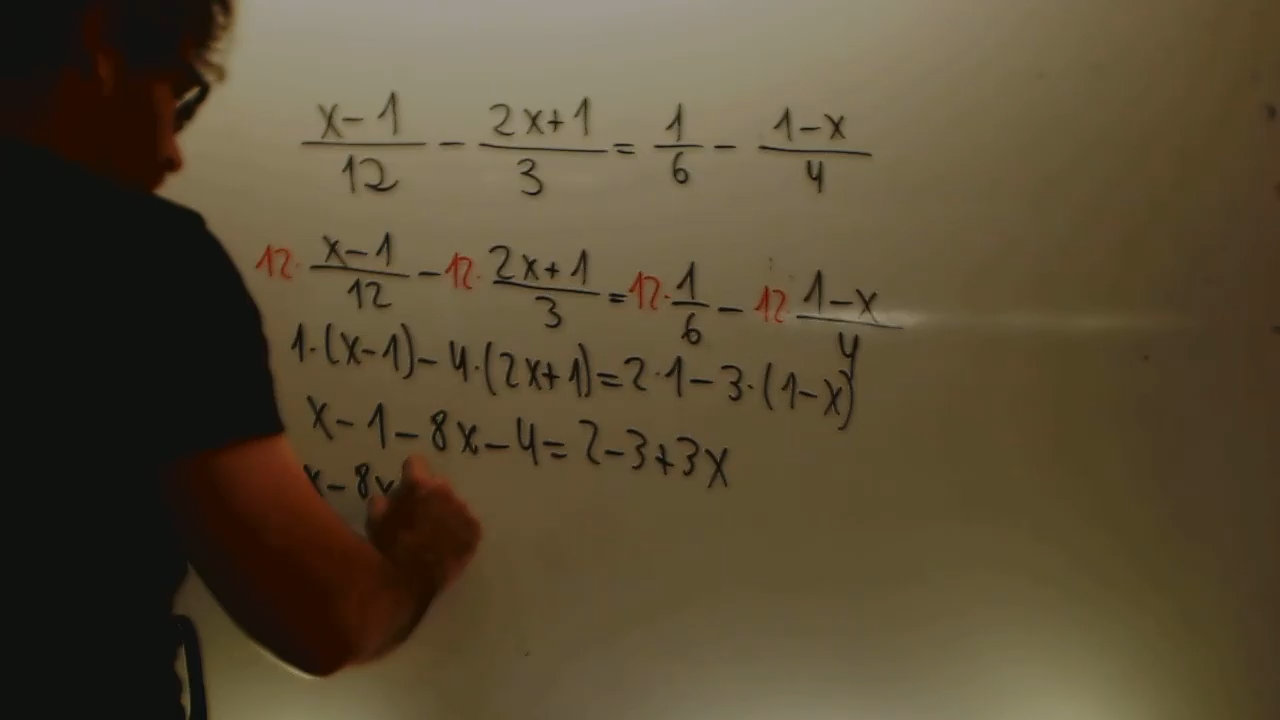 x-1/12 - 2x+1/3 = 1/6 - 1-x/4
12· x-1/12 - 12· 2x+1/3 = 12· 1/6 - 12· 1-x/4
1·(x-1)-4·(2x+1)=2·1-3·(1-x)
x-1-8x-4=2-3+3x
x-8x